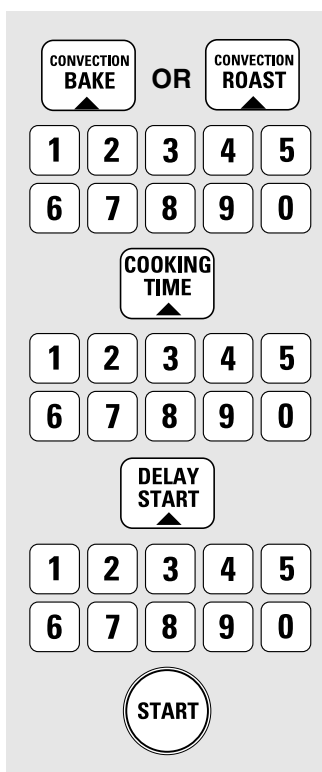 CONVECTION
BAKE
OR
CONVECTION
ROAST
1 2 3 4 5
6 7 8 9 0
COOKING
TIME
1 2 3 4 5
6 7 8 9 0
DELAY
START
1 2 3 4 5
6 7 8 9 0
START